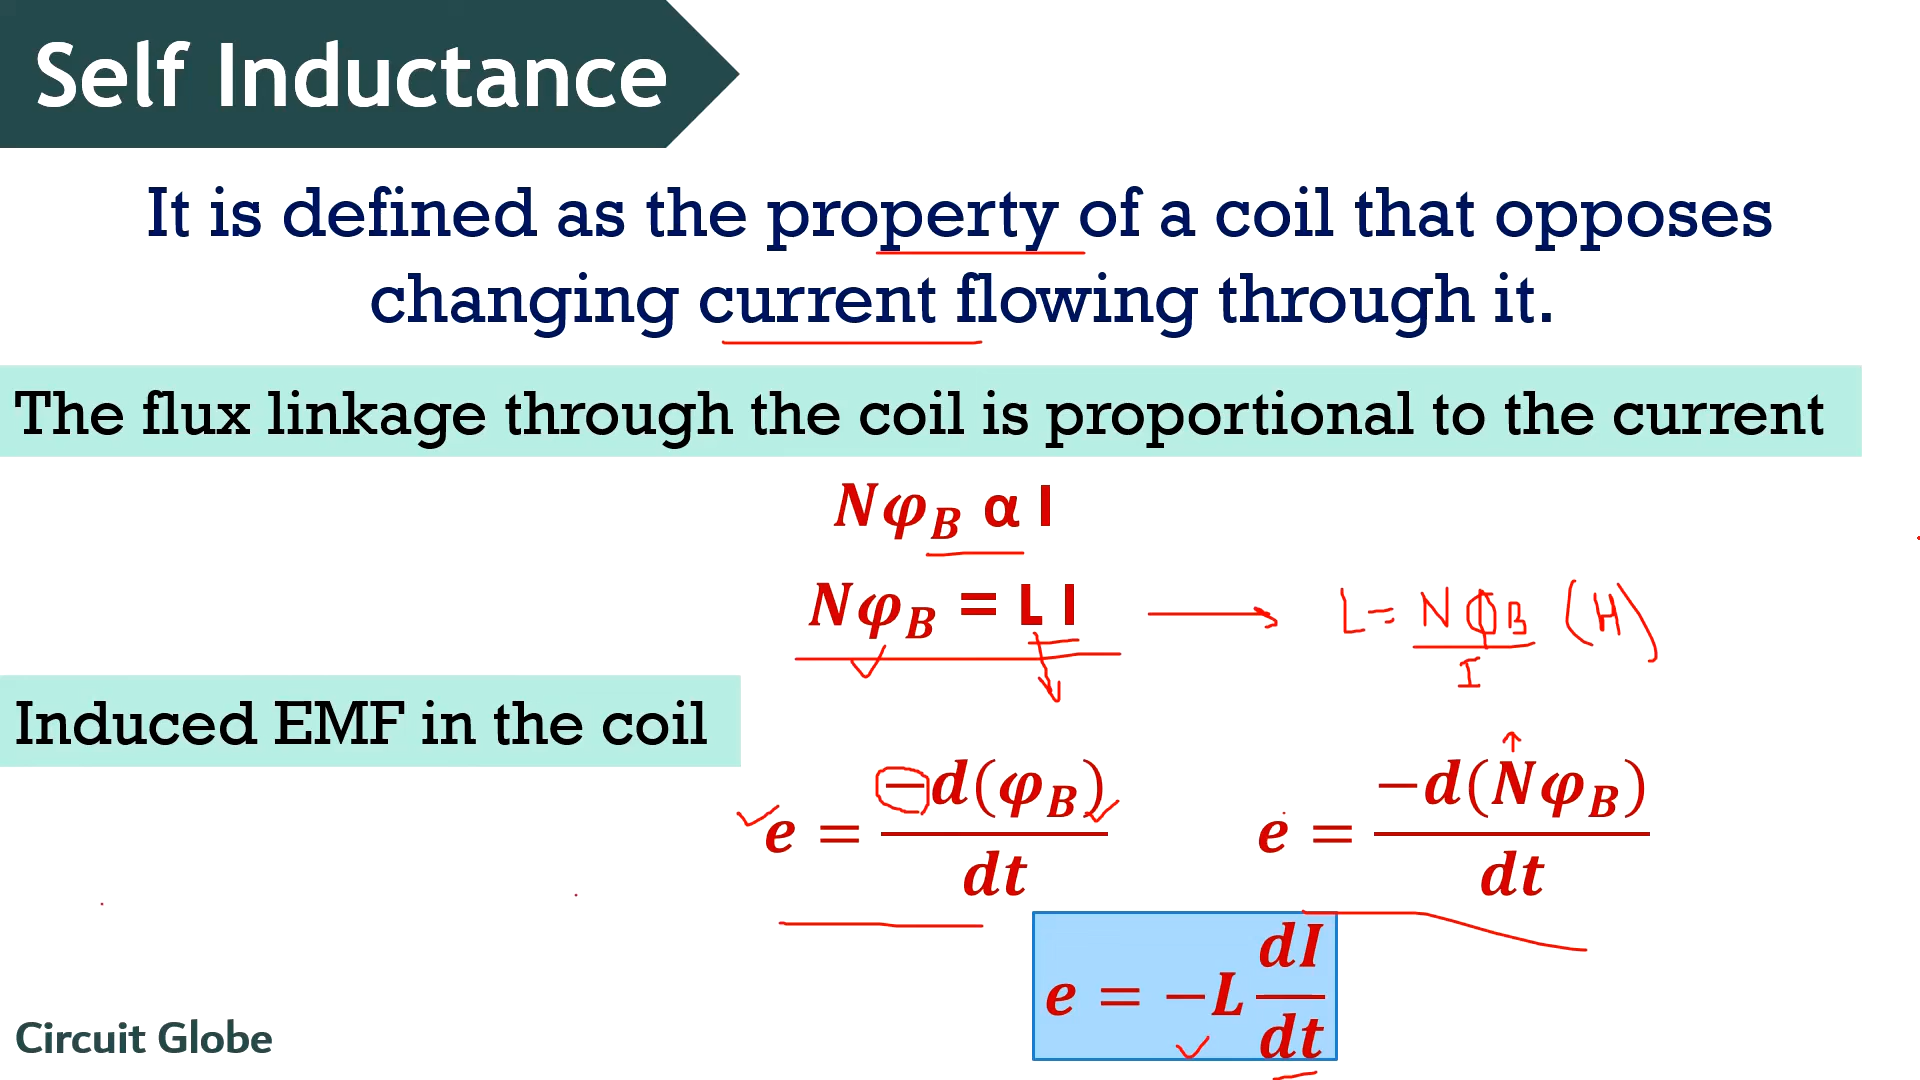 Self Inductance
It is defined as the property of a coil that opposes
changing current flowing through it.
The flux linkage through the coil is proportional to the current
Nφ_B α I
Nφ_B = L I → L = Nφ_B / I (H)
Induced EMF in the coil
e = −d(φ_B) / dt e = −d(Nφ_B) / dt
e = −L dI / dt
Circuit Globe